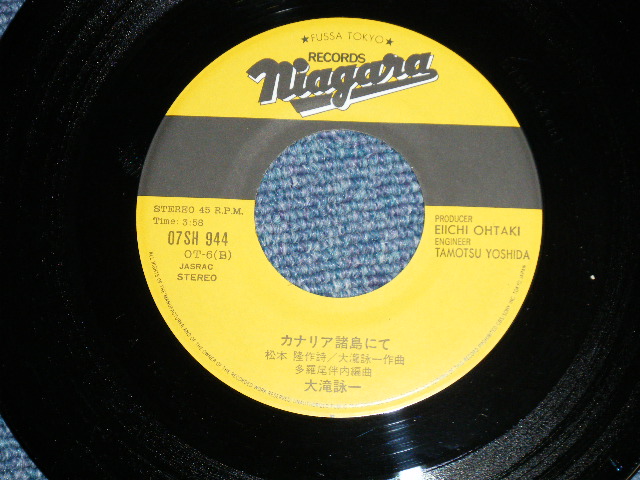 ★FUSSA TOKYO★
RECORDS
Niagara
STEREO 45 R.P.M.
Time: 3:58
07SH 944
OT-6(B)
JASRAC
STEREO
PRODUCER
EIICHI OHTAKI
ENGINEER
TAMOTSU YOSHIDA
カナリア諸島にて
松本 隆作詩/大瀧詠一作曲
多羅尾伴内編曲
大滝詠一